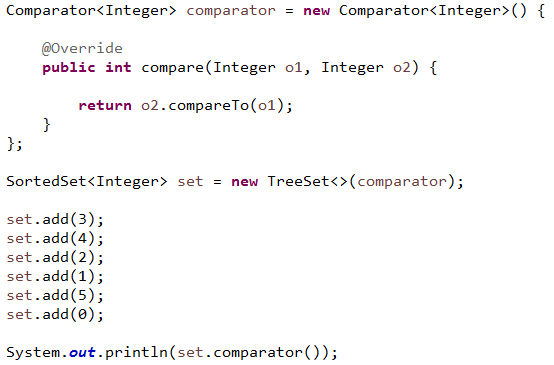 Comparator<Integer> comparator = new Comparator<Integer>() {
@Override
public int compare(Integer o1, Integer o2) {
return o2.compareTo(o1);
}
};
SortedSet<Integer> set = new TreeSet<>(comparator);
set.add(3);
set.add(4);
set.add(2);
set.add(1);
set.add(5);
set.add(0);
System.out.println(set.comparator());